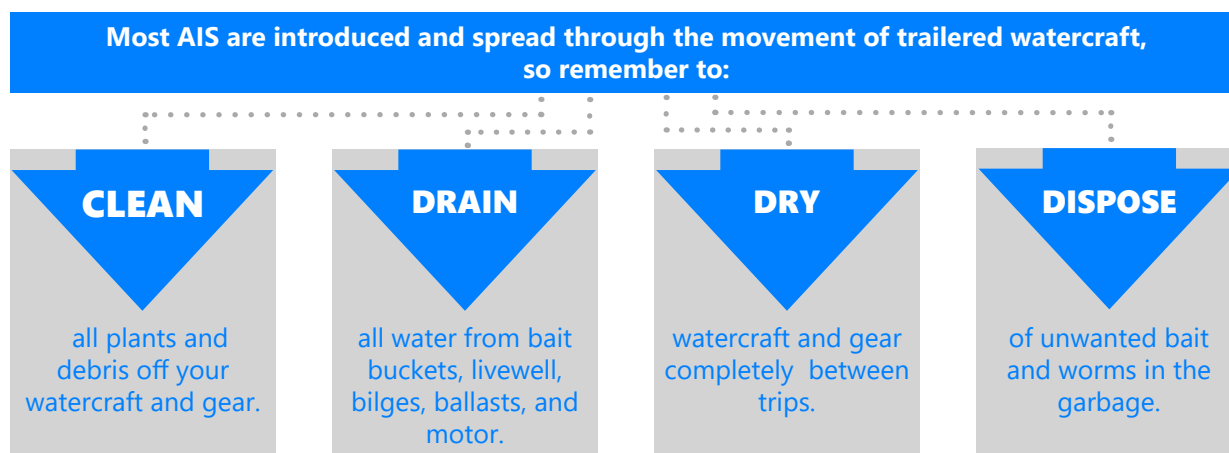 Most AIS are introduced and spread through the movement of trailered watercraft,
so remember to:
CLEAN
all plants and
debris off your
watercraft and gear.
DRAIN
all water from bait
buckets, livewell,
bilges, ballasts, and
motor.
DRY
watercraft and gear
completely  between
trips.
DISPOSE
of unwanted bait
and worms in the
garbage.